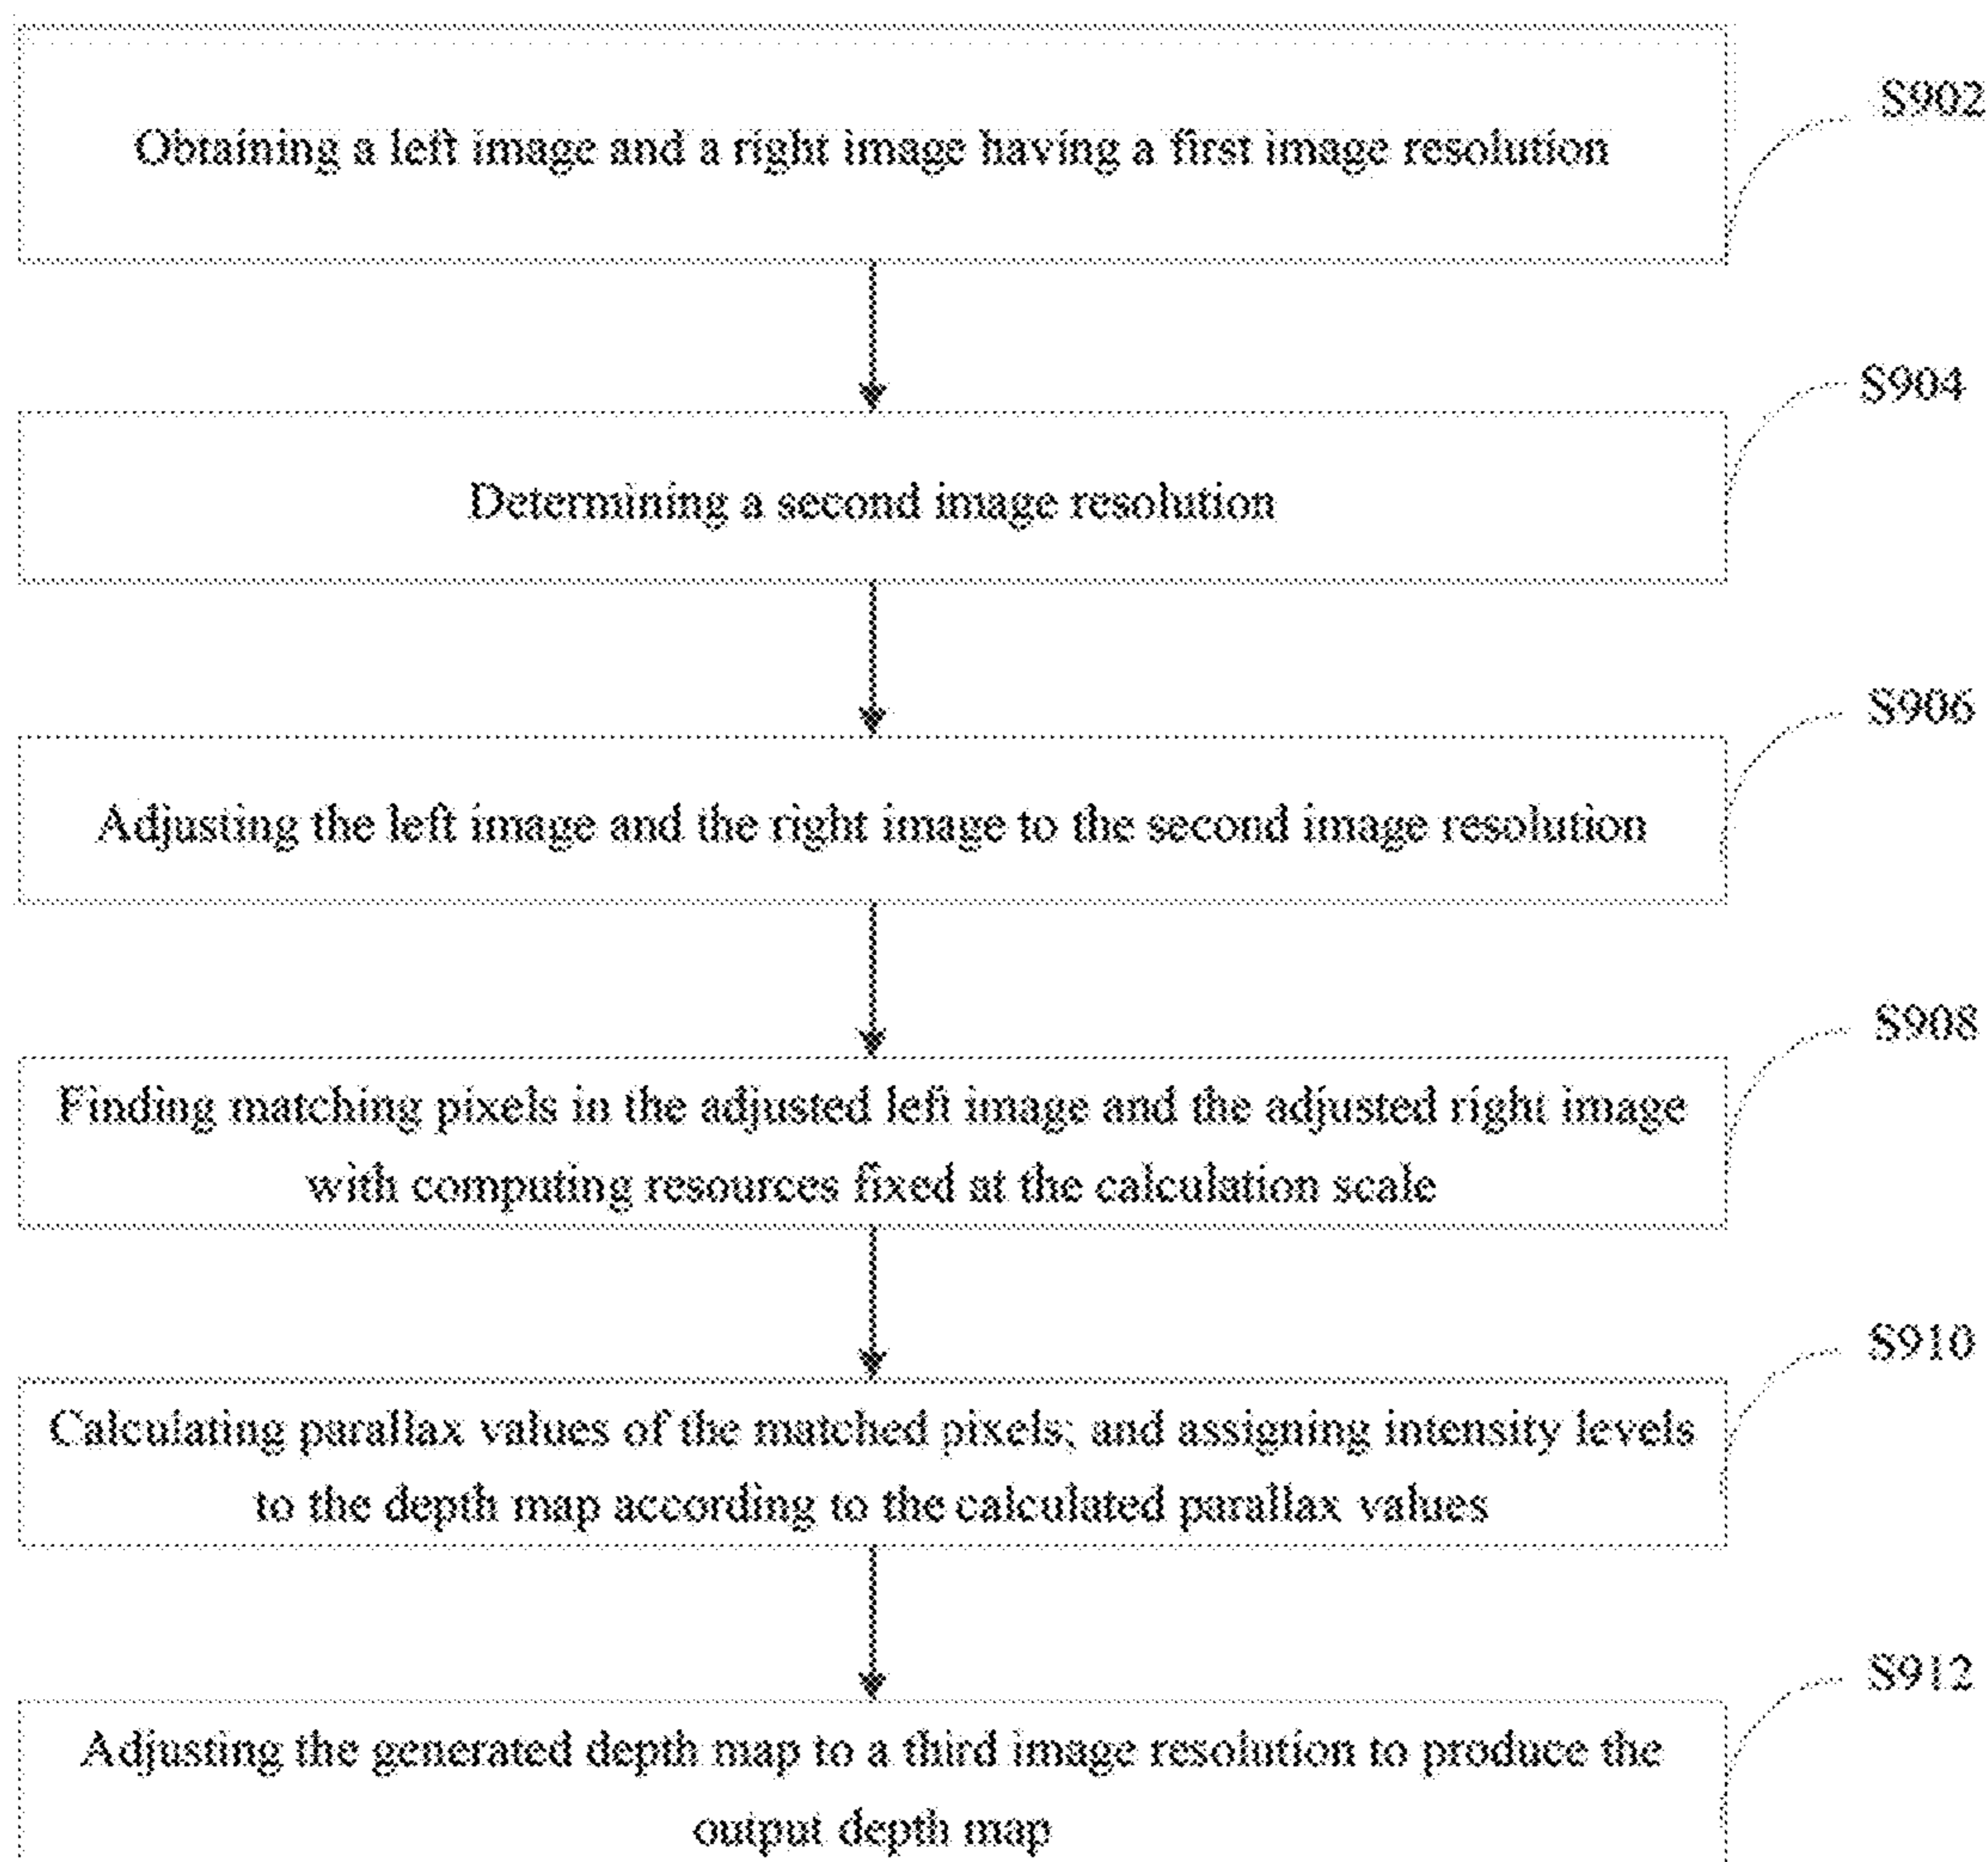 S902
Obtaining a left image and a right image having a first image resolution
S904
Determining a second image resolution
S906
Adjusting the left image and the right image to the second image resolution
S908
Finding matching pixels in the adjusted left image and the adjusted right image
with computing resources fixed at the calculation scale
S910
Calculating parallax values of the matched pixels; and assigning intensity levels
to the depth map according to the calculated parallax values
S912
Adjusting the generated depth map to a third image resolution to produce the
output depth map